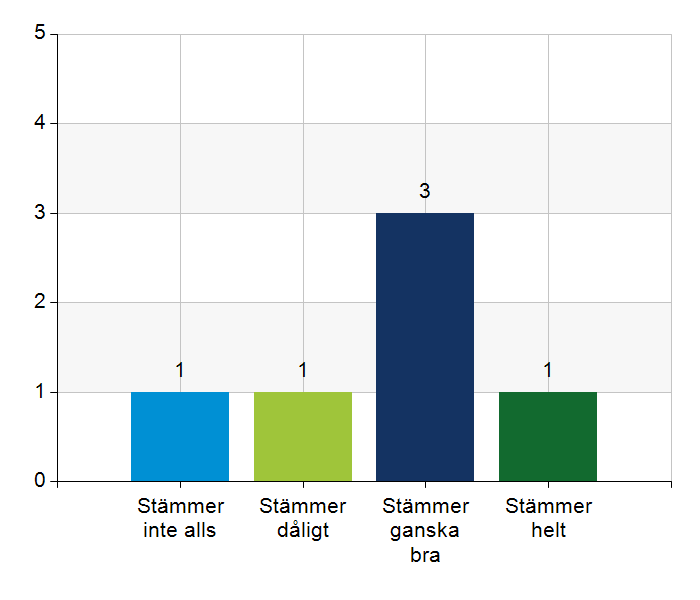 5
4
3
2
1
0
1
1
3
1
Stämmer
inte alls
Stämmer
dåligt
Stämmer
ganska
bra
Stämmer
helt